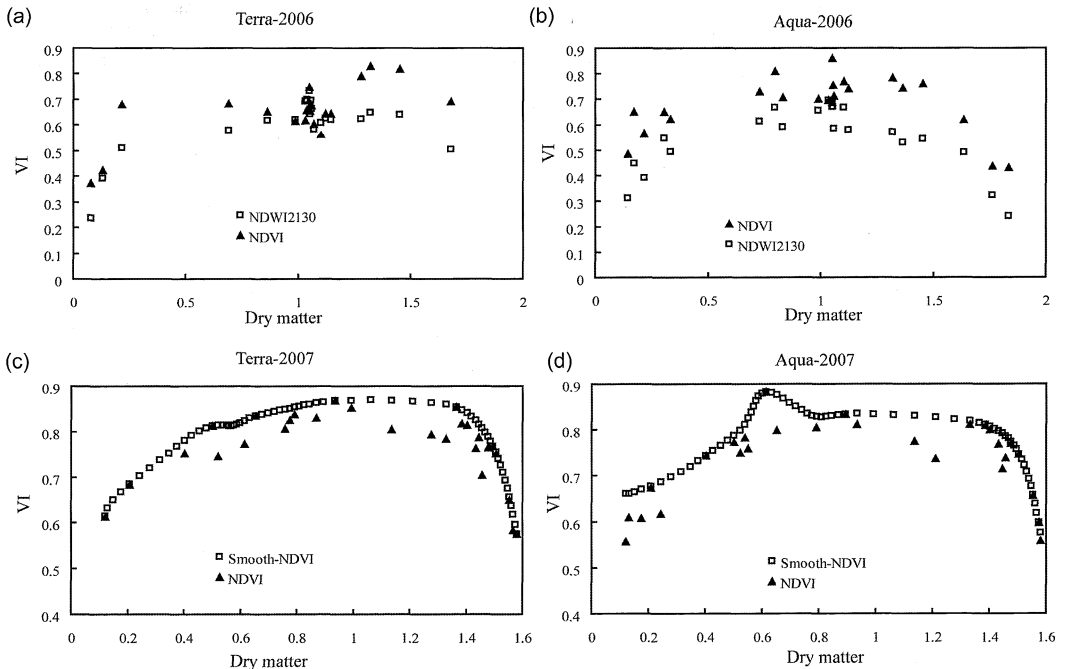 (a)
Terra-2006
0.9
0.8
0.7
0.6
0.5
0.4
0.3
0.2
0.1
0
VI
NDWI2130
NDVI
0
0.5
1
1.5
2
Dry matter
(b)
Aqua-2006
0.9
0.8
0.7
0.6
0.5
0.4
0.3
0.2
0.1
0
VI
NDVI
NDWI2130
0
0.5
1
1.5
2
Dry matter
(c)
Terra-2007
0.9
0.8
0.7
0.6
0.5
0.4
VI
Smooth-NDVI
NDVI
0
0.2
0.4
0.6
0.8
1
1.2
1.4
1.6
Dry matter
(d)
Aqua-2007
0.9
0.8
0.7
0.6
0.5
0.4
VI
Smooth-NDVI
NDVI
0
0.2
0.4
0.6
0.8
1
1.2
1.4
1.6
Dry matter